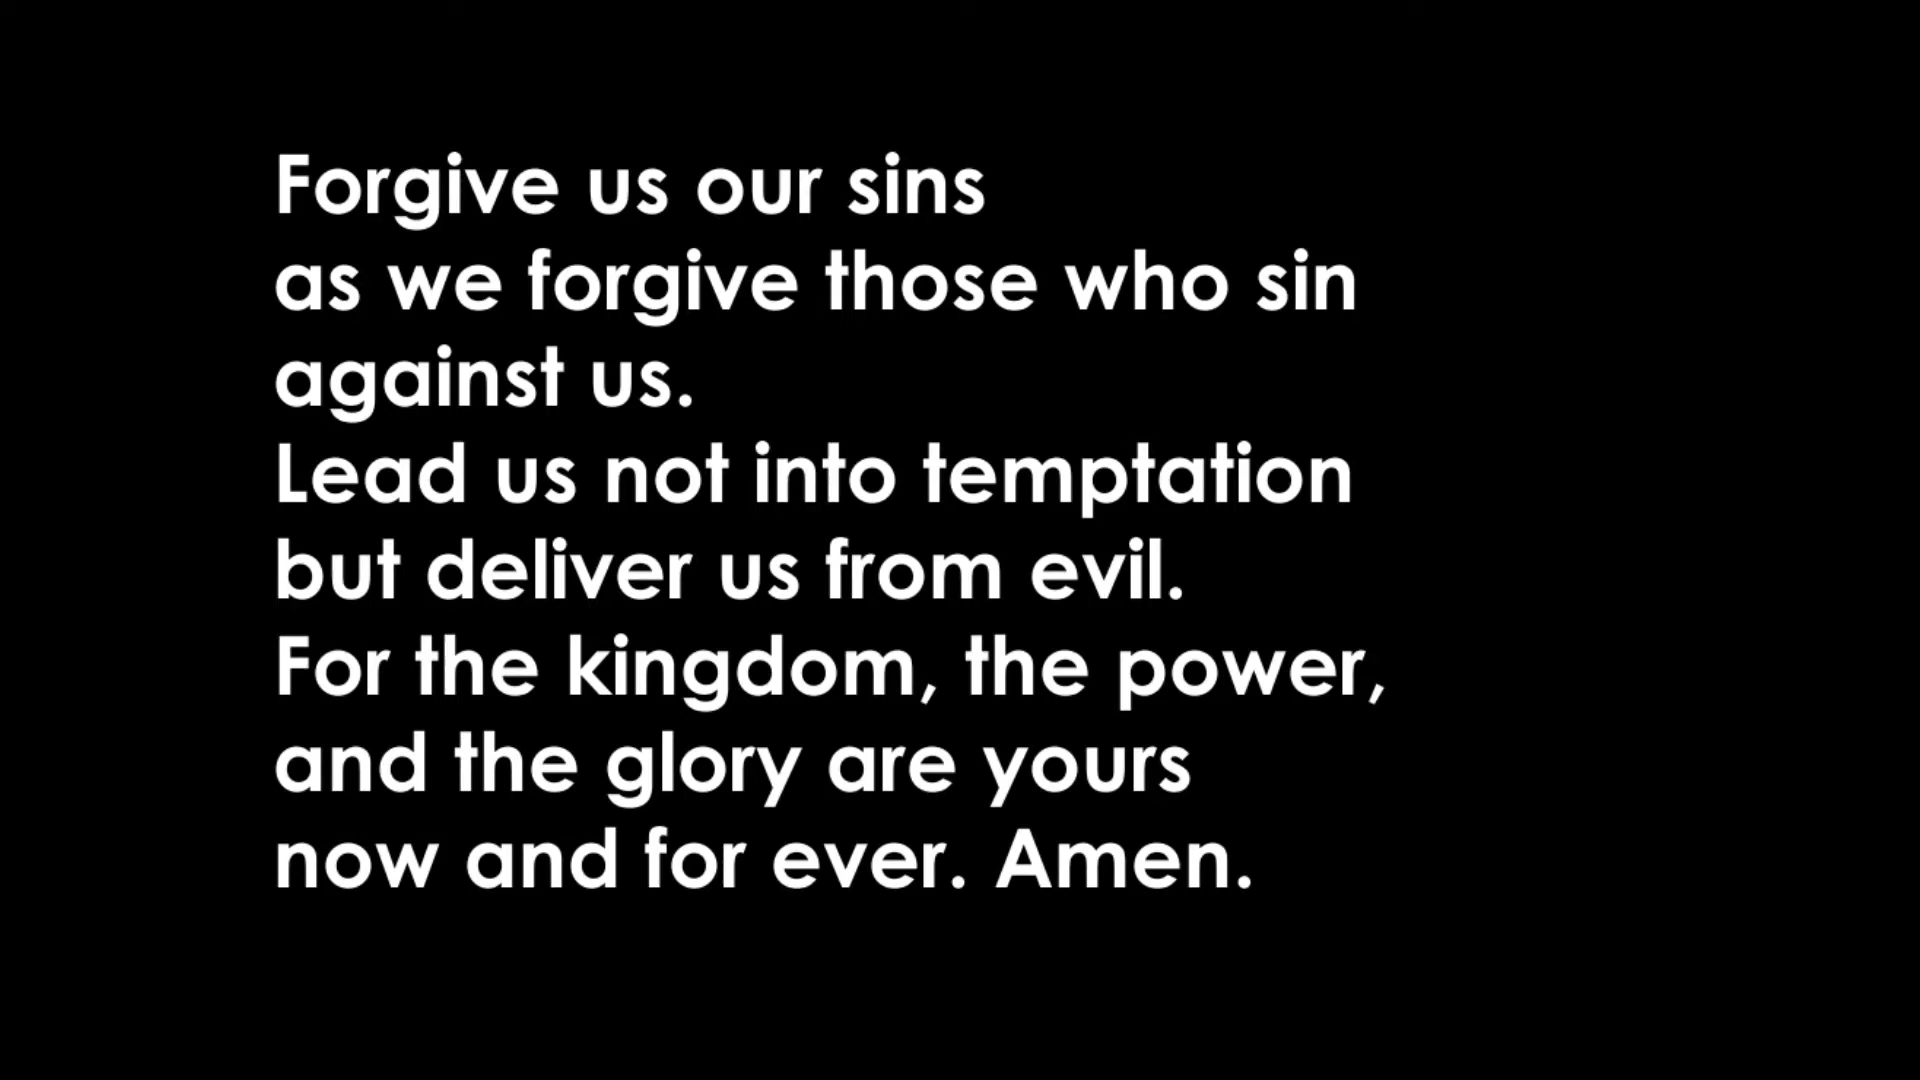 Forgive us our sins
as we forgive those who sin
against us.
Lead us not into temptation
but deliver us from evil.
For the kingdom, the power,
and the glory are yours
now and for ever. Amen.